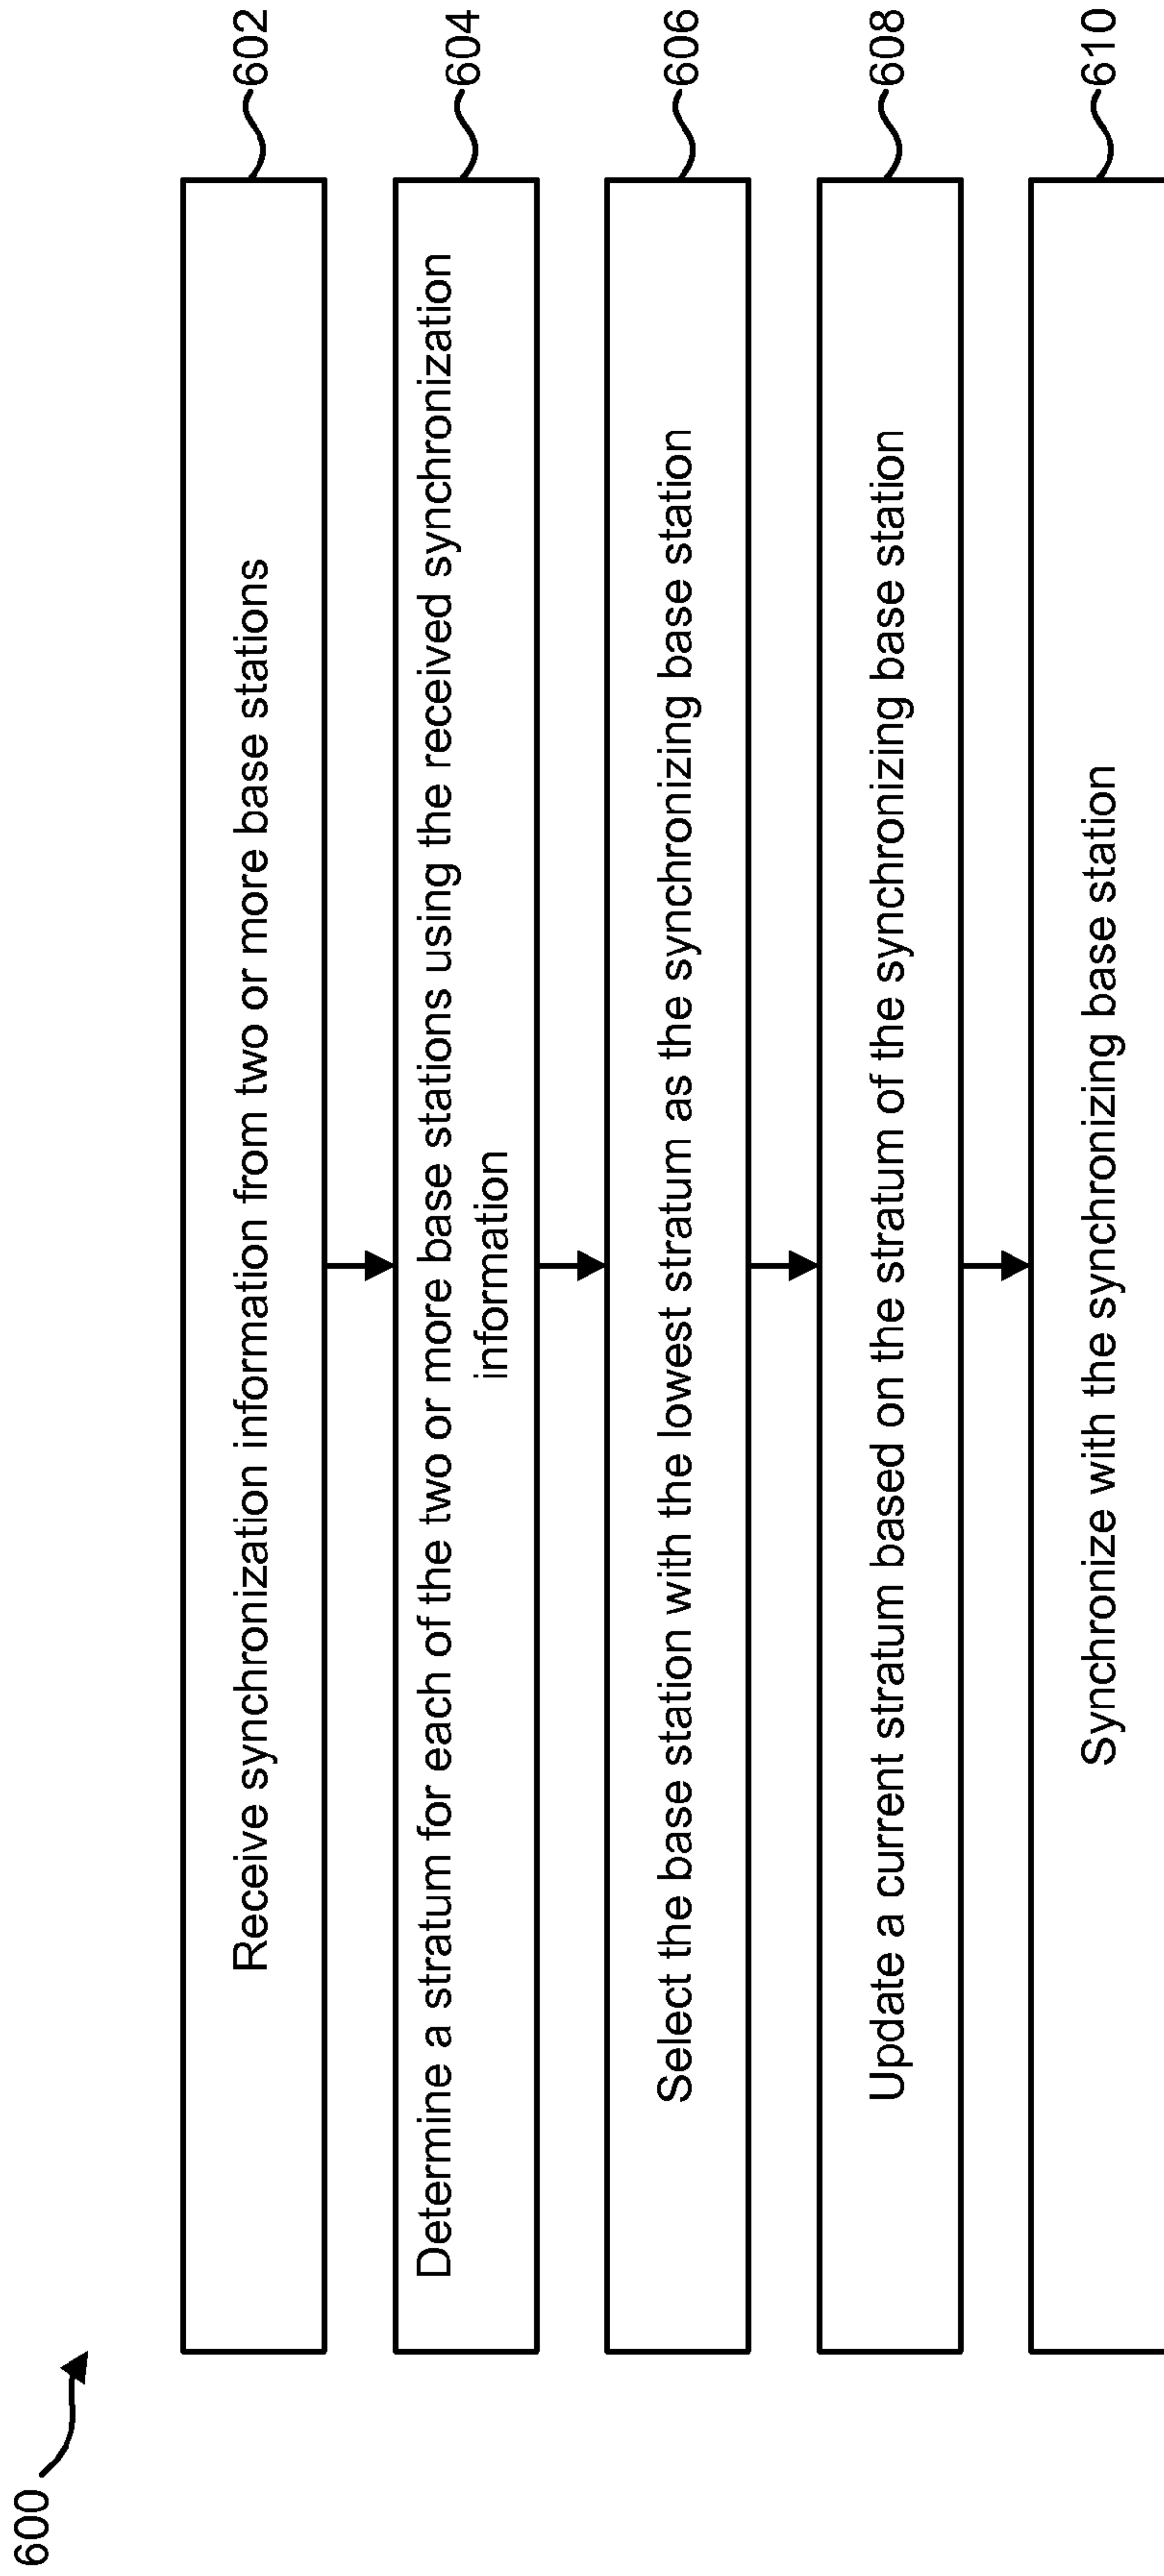 600
Receive synchronization information from two or more base stations
602
Determine a stratum for each of the two or more base stations using the received synchronization
information
604
Select the base station with the lowest stratum as the synchronizing base station
606
Update a current stratum based on the stratum of the synchronizing base station
608
Synchronize with the synchronizing base station
610